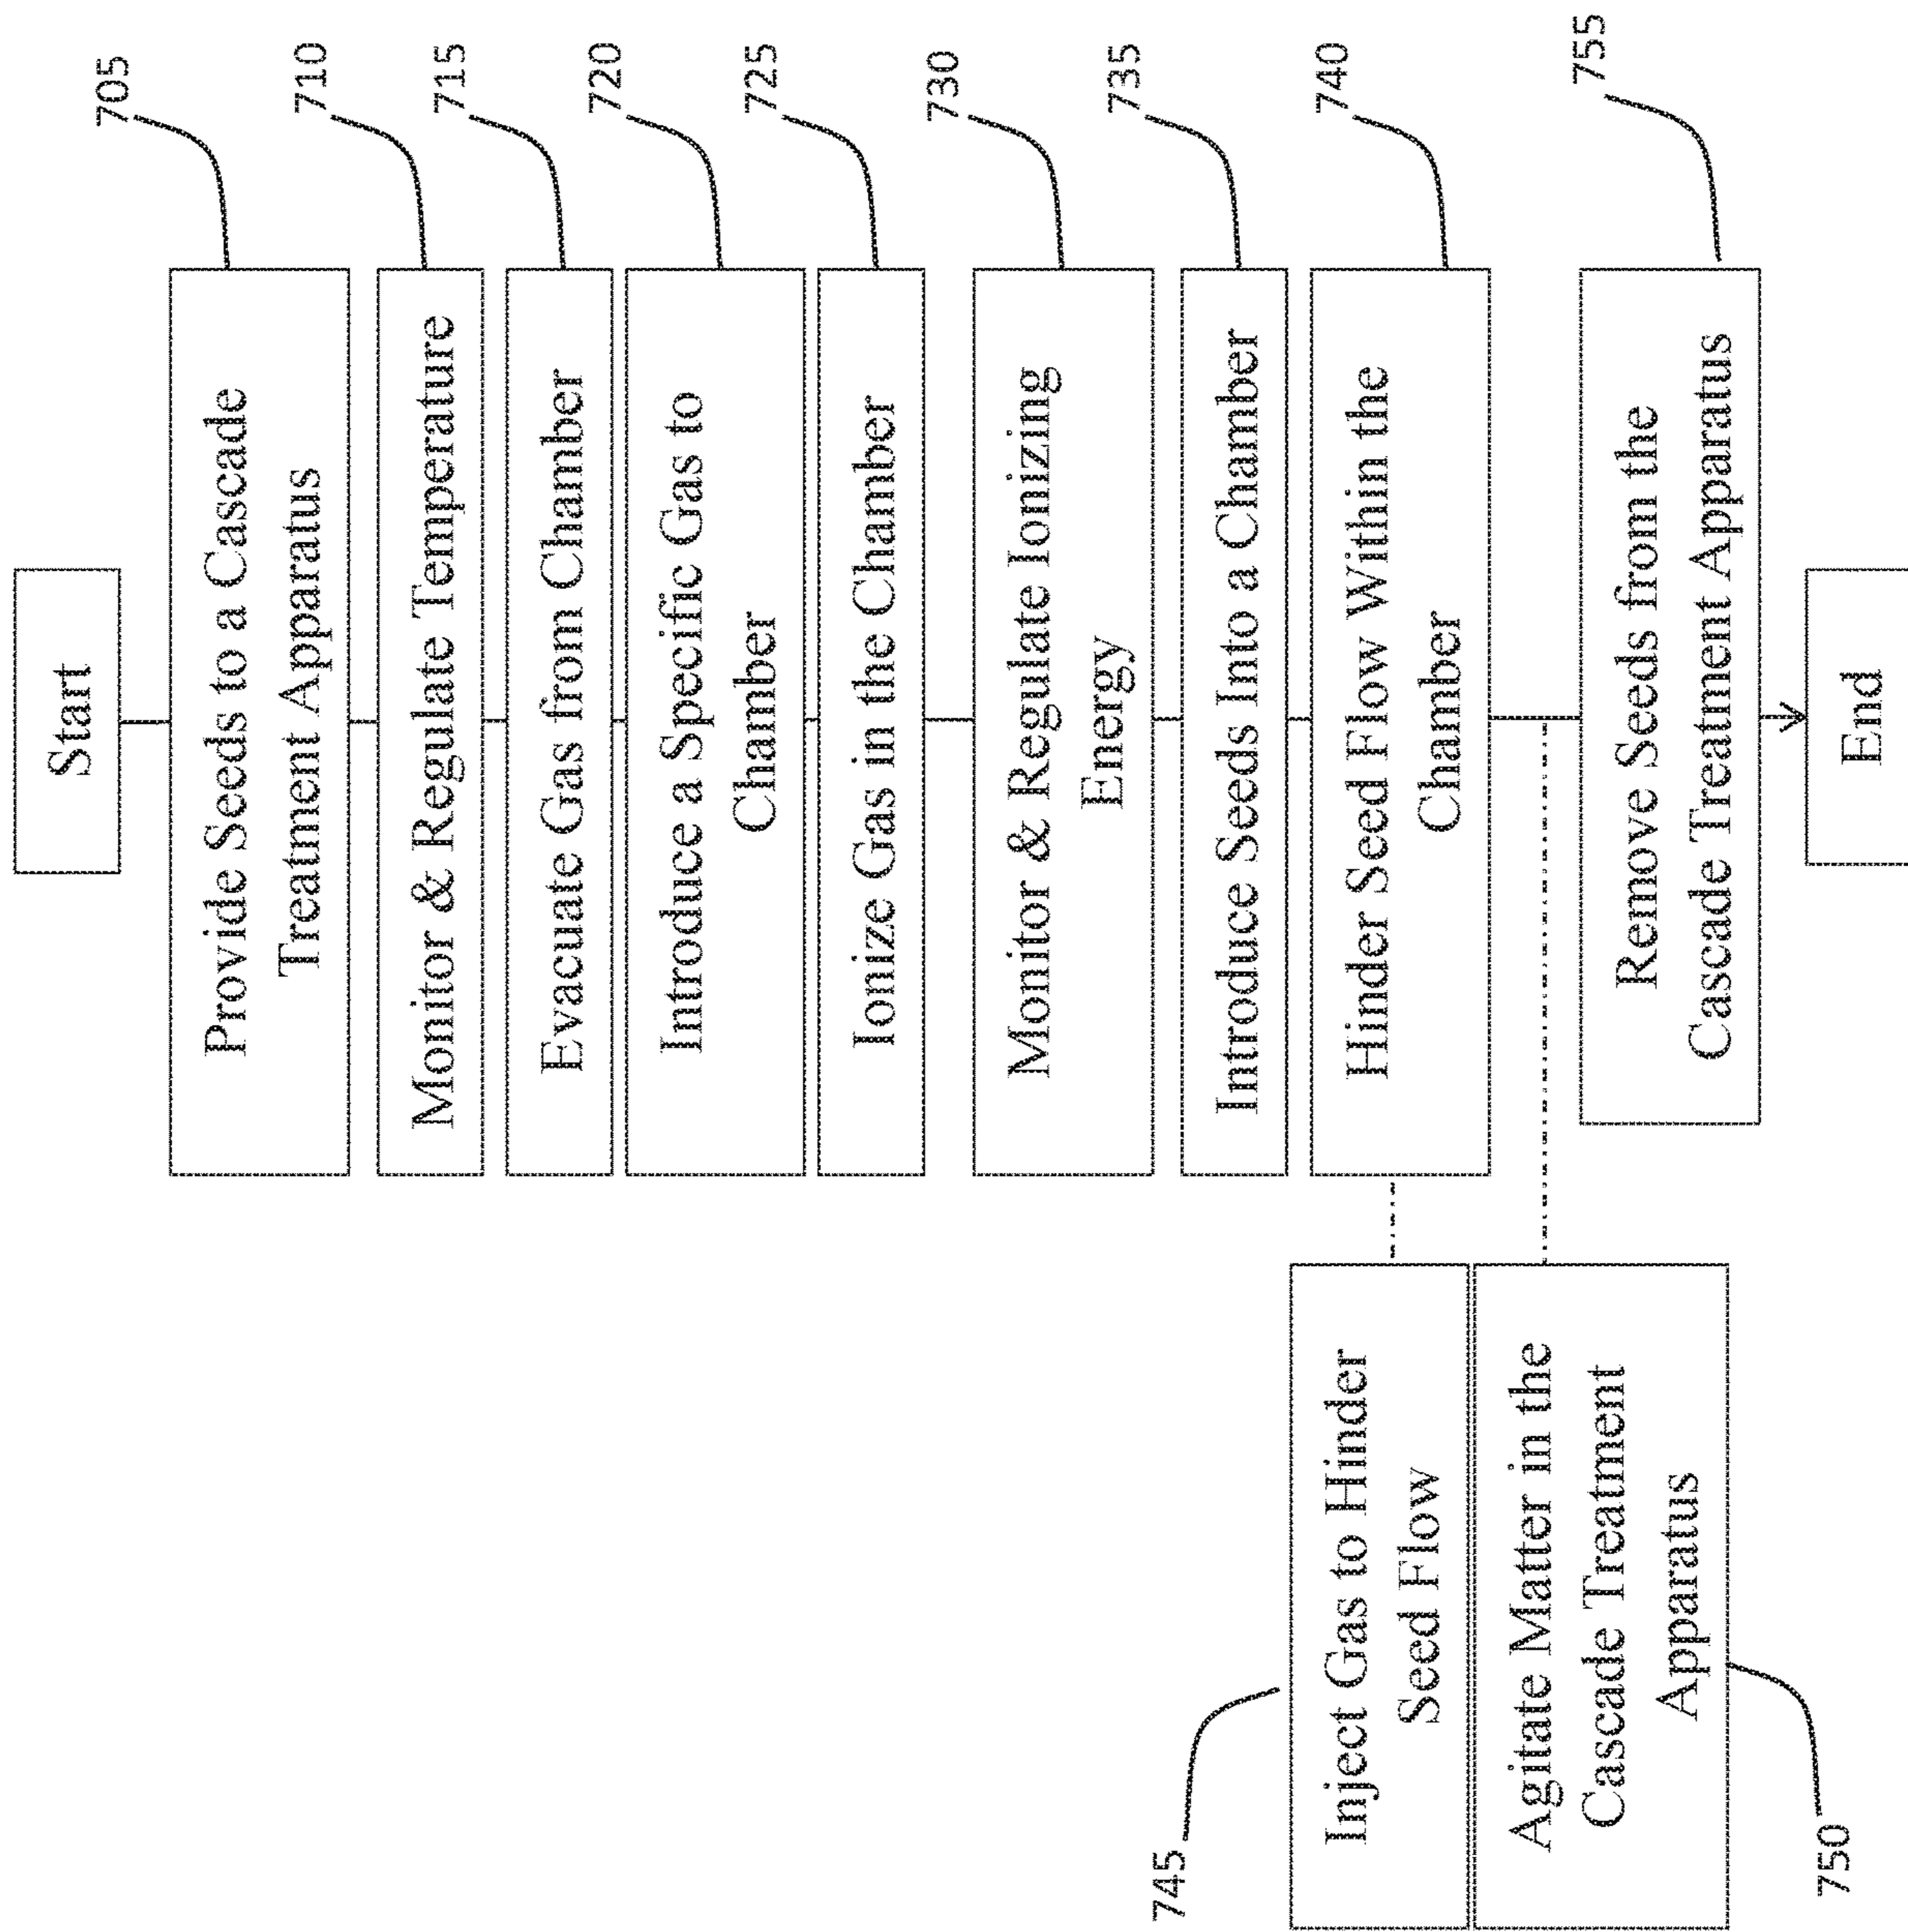 Start
Provide Seeds to a Cascade
Treatment Apparatus
705
Monitor & Regulate Temperature
710
Evacuate Gas from Chamber
715
Introduce a Specific Gas to
Chamber
720
Ionize Gas in the Chamber
725
Monitor & Regulate Ionizing
Energy
730
Introduce Seeds Into a Chamber
735
Hinder Seed Flow Within the
Chamber
740
745
Inject Gas to Hinder
Seed Flow
Agitate Matter in the
Cascade Treatment
Apparatus
750
Remove Seeds from the
Cascade Treatment Apparatus
755
End